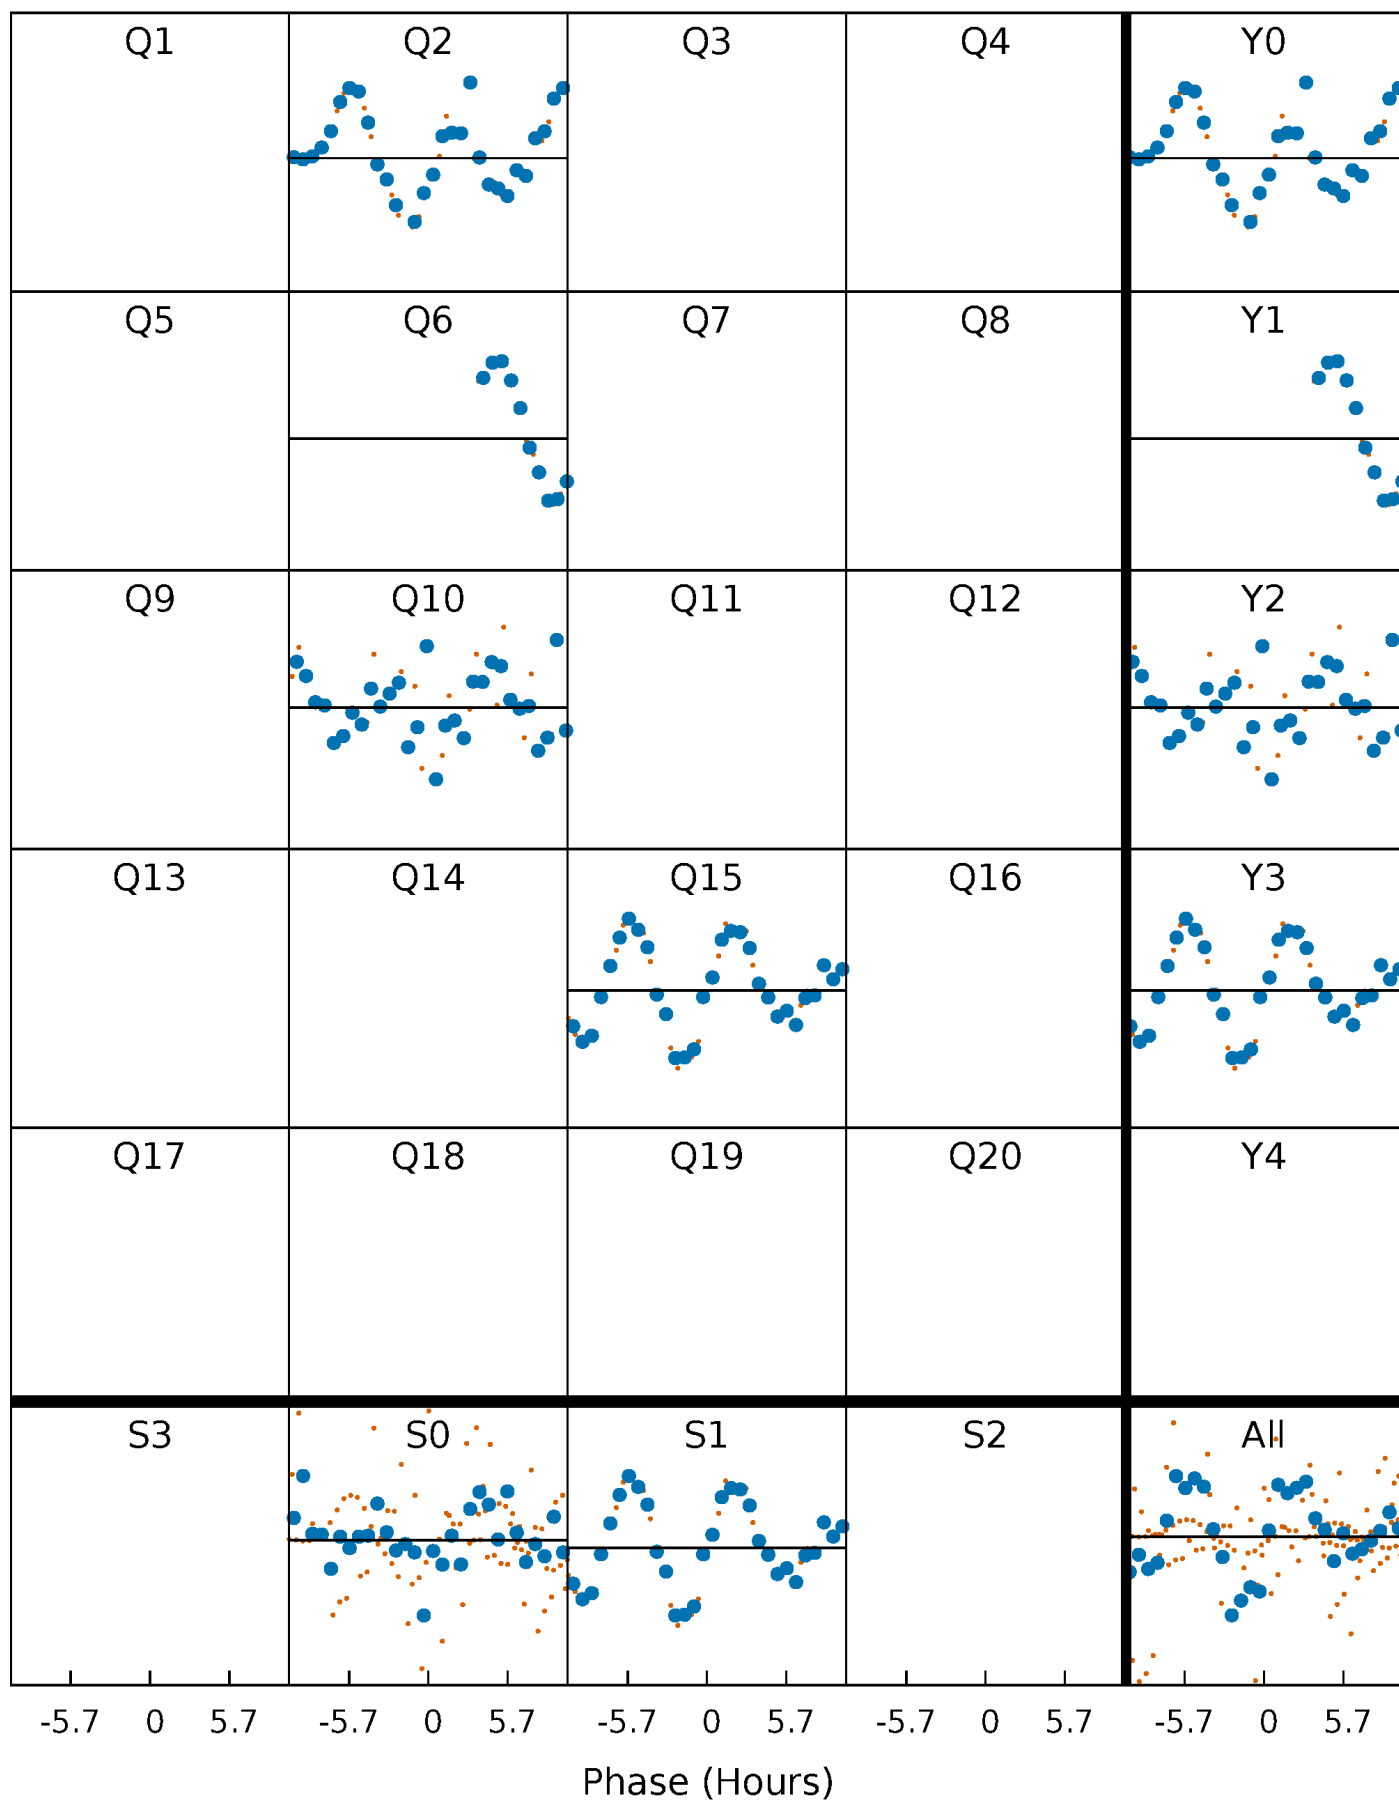 Q1 Q2 Q3 Q4 Y0
Q5 Q6 Q7 Q8 Y1
Q9 Q10 Q11 Q12 Y2
Q13 Q14 Q15 Q16 Y3
Q17 Q18 Q19 Q20 Y4
S3 S0 S1 S2 All
-5.7 0 5.7 -5.7 0 5.7 -5.7 0 5.7 -5.7 0 5.7 -5.7 0 5.7
Phase (Hours)